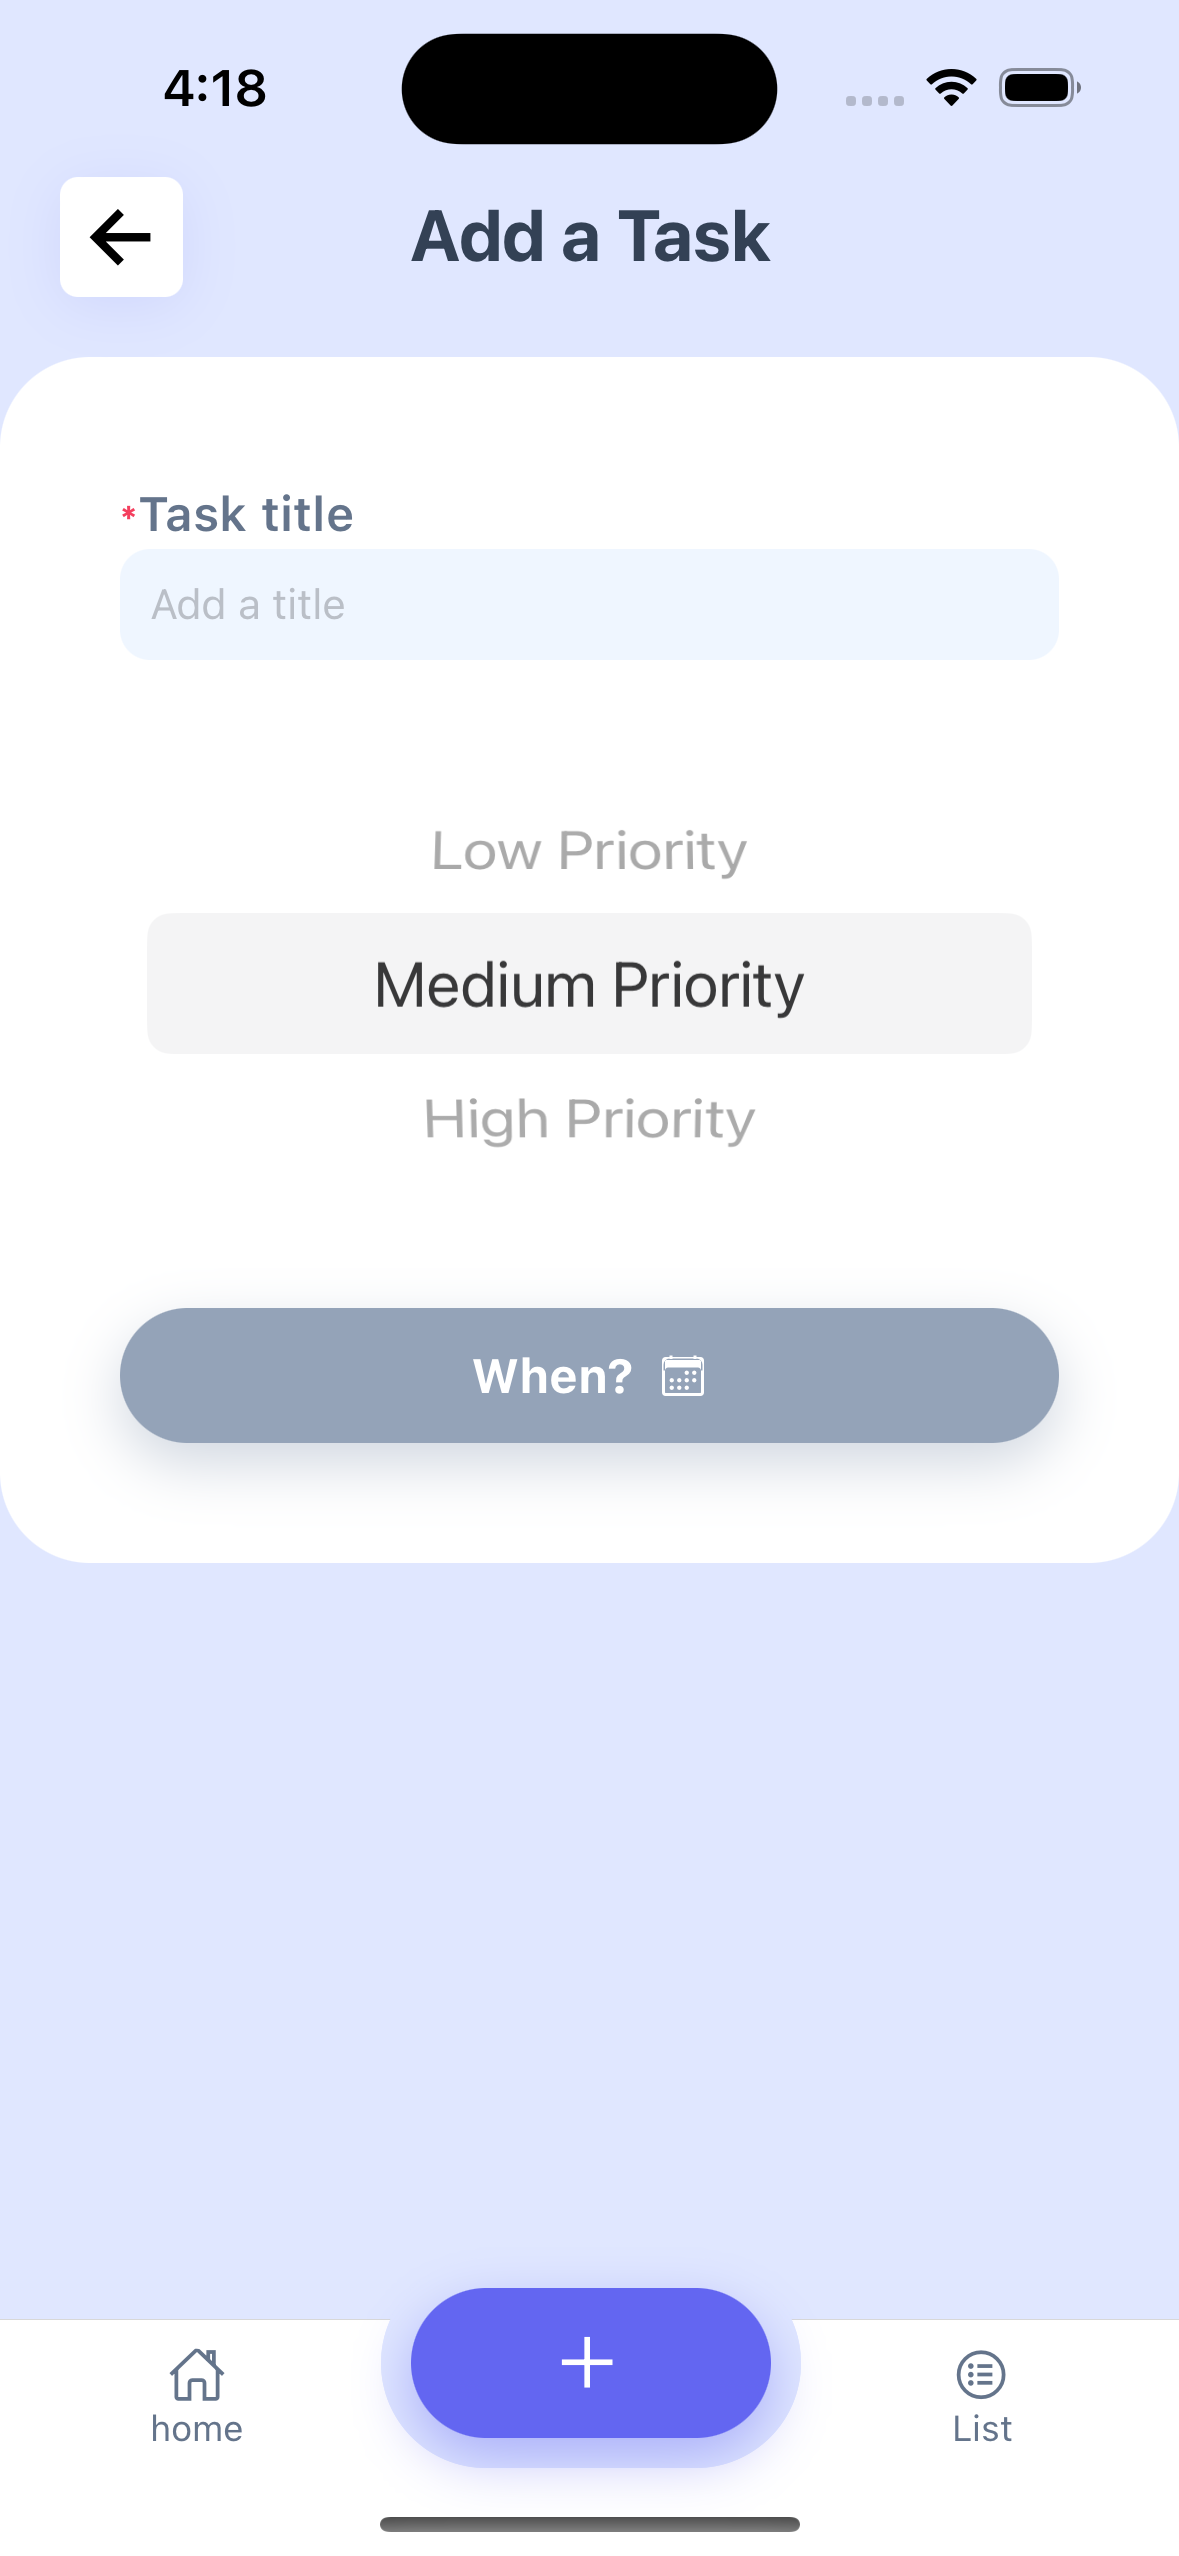 4:18
Add a Task
*Task title
Add a title
Low Priority
Medium Priority
High Priority
When?
home
List